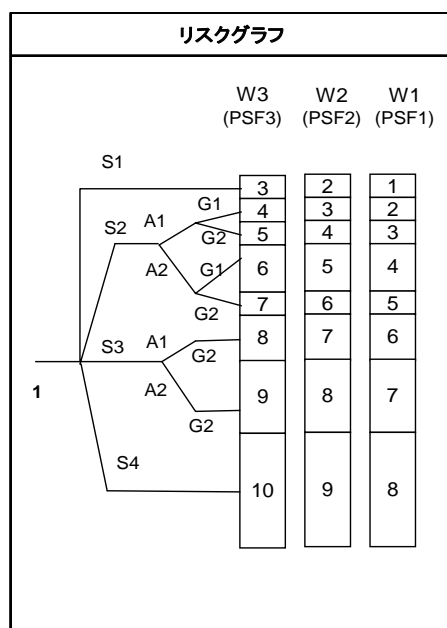 リスクグラフ
W3 W2 W1
(PSF3) (PSF2) (PSF1)
S1
3 2 1
G1
4 3 2
S2 A1
G2
5 4 3
A2 G1
6 5 4
G2
7 6 5
S3 A1
G2
8 7 6
1
A2
9 8 7
G2
S4
10 9 8